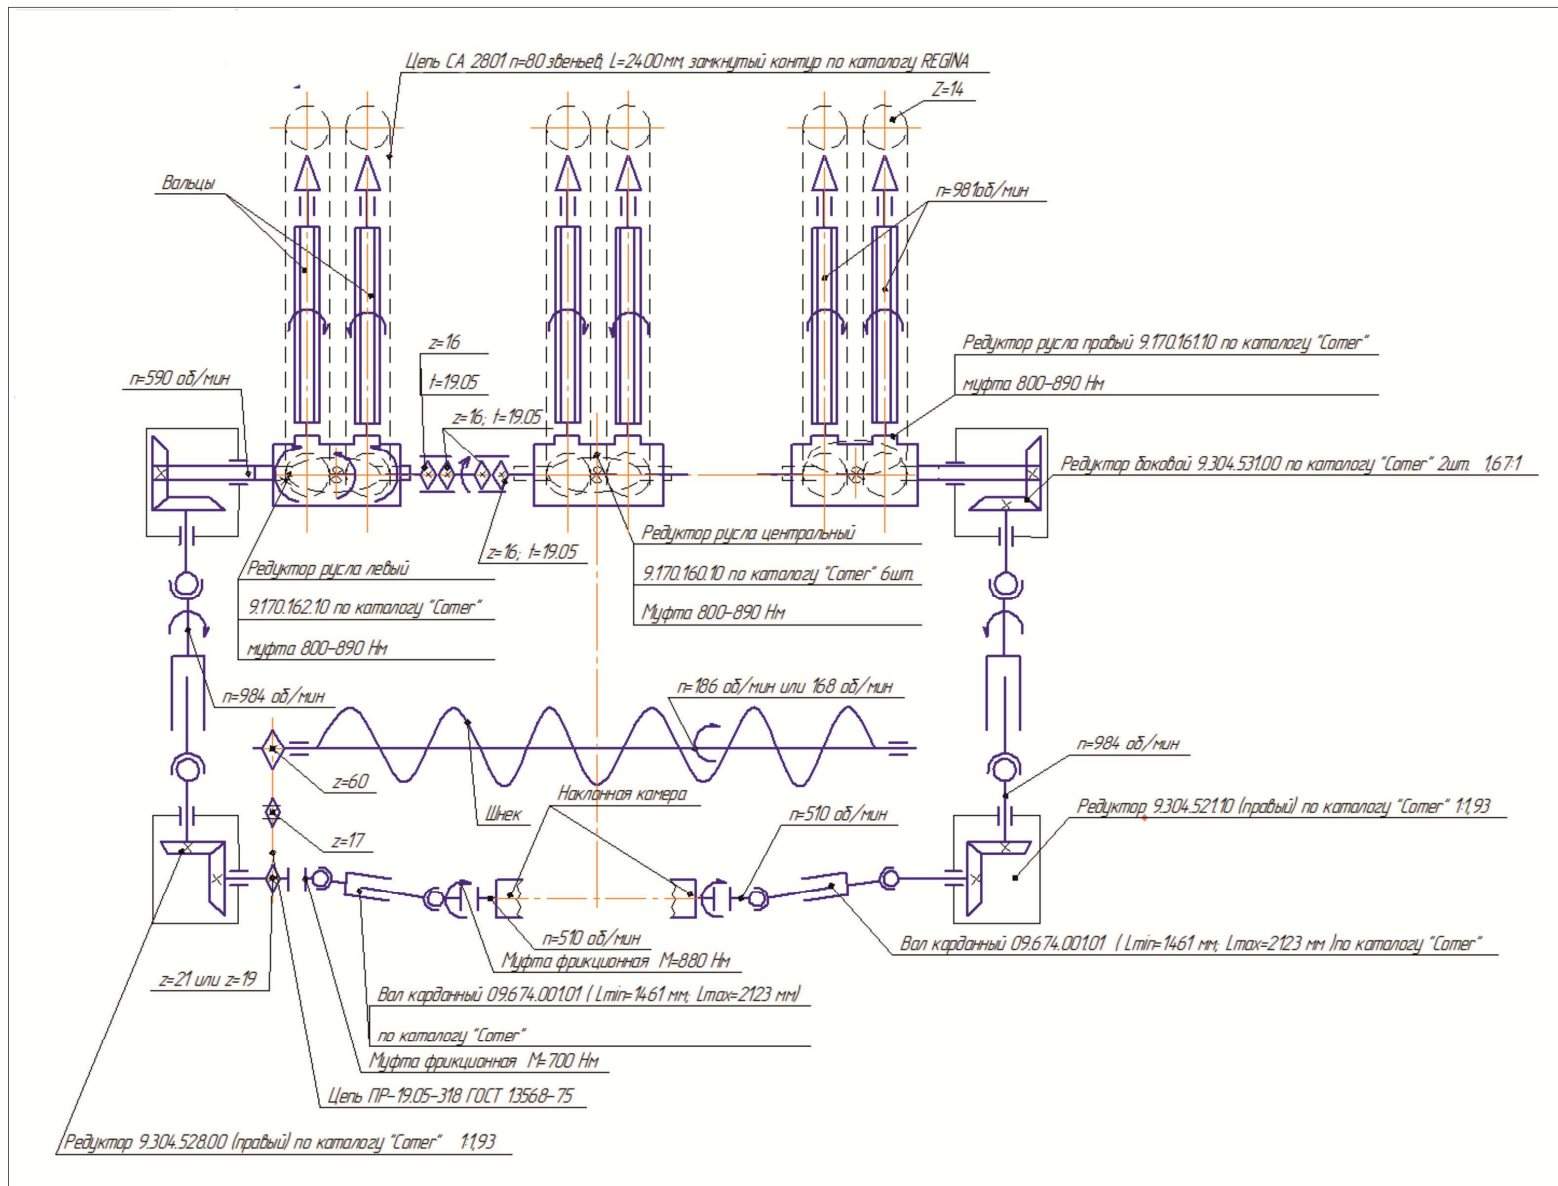 Цепь СА 2801 n=80 звеньев, L=2400 мм, замкнутый контур по каталогу REGINA
Z=14
Вальцы
n=981об/мин
z=16
t=19.05
z=16; t=19.05
n=590 об/мин
Редуктор русла правый 9.170.161.10 по каталогу "Comer"
муфта 800-890 Нм
Редуктор боковой 9.304.531.00 по каталогу "Comer" 2шт. 1,67:1
z=16; t=19.05
Редуктор русла левый
9.170.162.10 по каталогу "Comer"
муфта 800-890 Нм
Редуктор русла центральный
9.170.160.10 по каталогу "Comer" 6шт.
Муфта 800-890 Нм
n=984 об/мин
n=186 об/мин или 168 об/мин
n=984 об/мин
z=60
Шнек
Наклонная камера
n=510 об/мин
Редуктор 9.304.521.10 (правый) по каталогу "Comer" 1:1,93
z=17
n=510 об/мин
Муфта фрикционная М=880 Нм
Вал карданный 09.674.001.01 ( Lmin=1461 мм; Lmax=2123 мм )по каталогу "Comer"
z=21 или z=19
Вал карданный 09.674.001.01 ( Lmin=1461 мм; Lmax=2123 мм)
по каталогу "Comer"
Муфта фрикционная М=700 Нм
Цепь ПР-19.05-318 ГОСТ 13568-75
Редуктор 9.304.528.00 (правый) по каталогу "Comer" 1:1,93